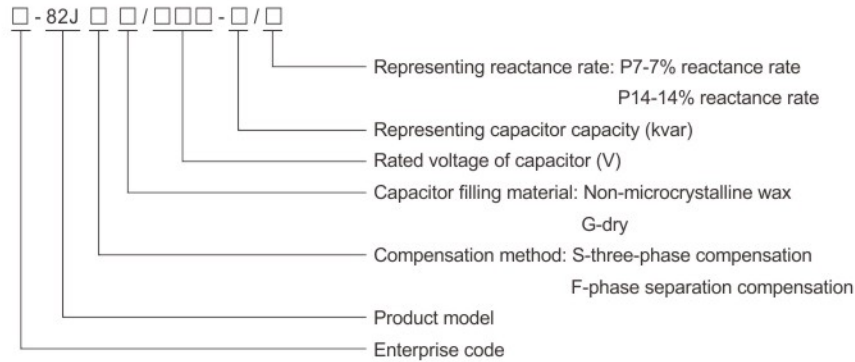 □ - 82J □ □ / □□□ - □ / □
Representing reactance rate: P7-7% reactance rate
P14-14% reactance rate
Representing capacitor capacity (kvar)
Rated voltage of capacitor (V)
Capacitor filling material: Non-microcrystalline wax
G-dry
Compensation method: S-three-phase compensation
F-phase separation compensation
Product model
Enterprise code